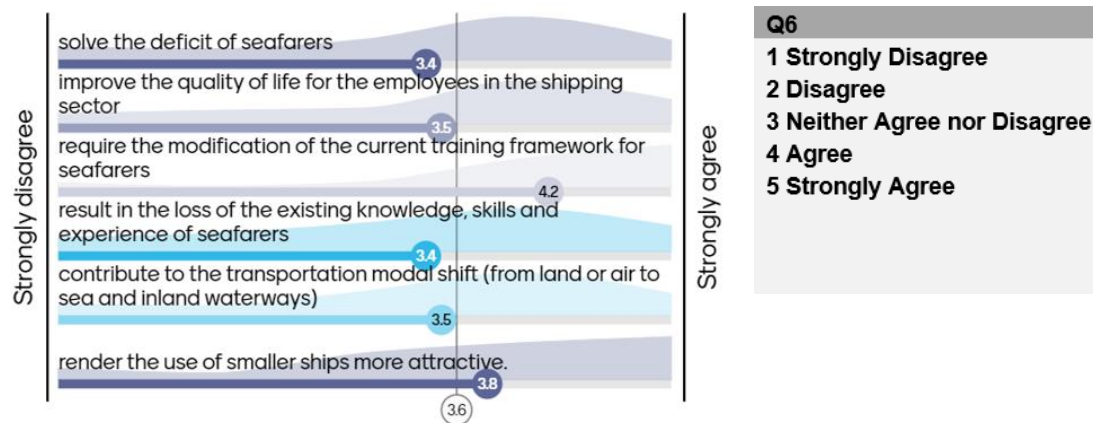 Strongly disagree
solve the deficit of seafarers
3.4
improve the quality of life for the employees in the shipping
sector
3.5
require the modification of the current training framework for
seafarers
4.2
result in the loss of the existing knowledge, skills and
experience of seafarers
3.4
contribute to the transportation modal shift (from land or air to
sea and inland waterways)
3.5
render the use of smaller ships more attractive.
3.8
3.6
Strongly agree
Q6
1 Strongly Disagree
2 Disagree
3 Neither Agree nor Disagree
4 Agree
5 Strongly Agree